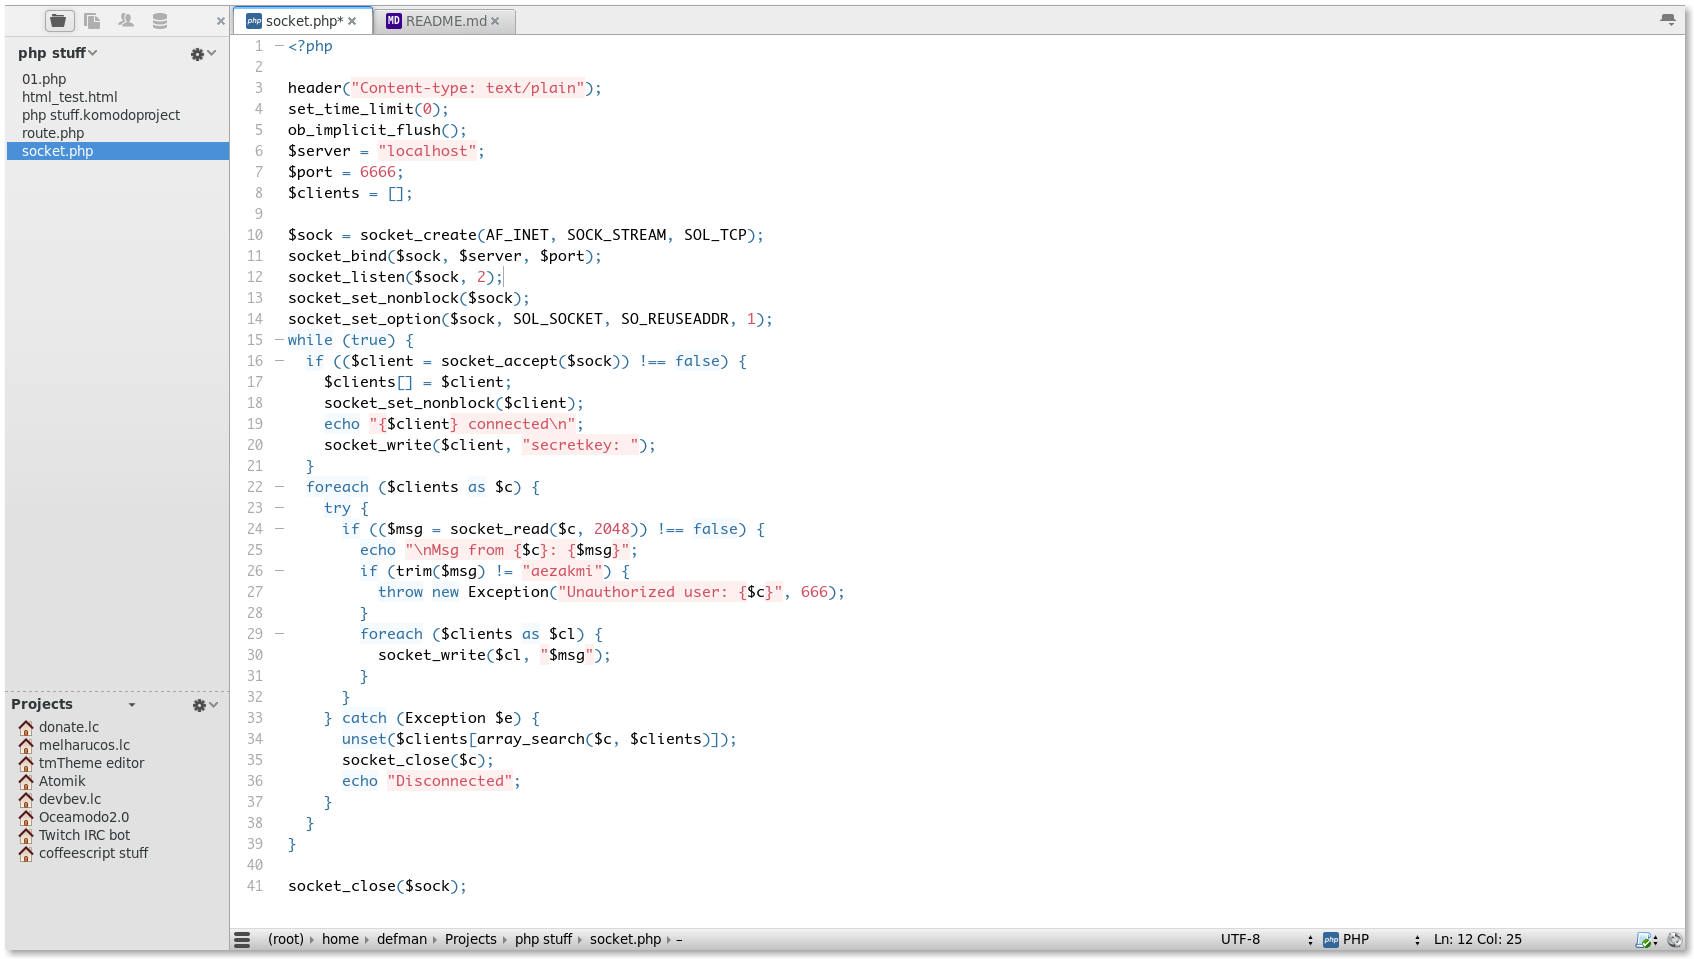 socket.php*
README.md
php stuff
01.php
html_test.html
php stuff.komodoproject
route.php
socket.php
Projects
donate.lc
melharucos.lc
tmTheme editor
Atomik
devbev.lc
Oceamodo2.0
Twitch IRC bot
coffeescript stuff
1 <?php
2
3 header("Content-type: text/plain");
4 set_time_limit(0);
5 ob_implicit_flush();
6 $server = "localhost";
7 $port = 6666;
8 $clients = [];
9
10 $sock = socket_create(AF_INET, SOCK_STREAM, SOL_TCP);
11 socket_bind($sock, $server, $port);
12 socket_listen($sock, 2);
13 socket_set_nonblock($sock);
14 socket_set_option($sock, SOL_SOCKET, SO_REUSEADDR, 1);
15 while (true) {
16   if (($client = socket_accept($sock)) !== false) {
17     $clients[] = $client;
18     socket_set_nonblock($client);
19     echo "{$client} connected\n";
20     socket_write($client, "secretkey: ");
21   }
22   foreach ($clients as $c) {
23     try {
24       if (($msg = socket_read($c, 2048)) !== false) {
25         echo "\nMsg from {$c}: {$msg}";
26         if (trim($msg) != "aezakmi") {
27           throw new Exception("Unauthorized user: {$c}", 666);
28         }
29         foreach ($clients as $cl) {
30           socket_write($cl, "$msg");
31         }
32       }
33     } catch (Exception $e) {
34       unset($clients[array_search($c, $clients)]);
35       socket_close($c);
36       echo "Disconnected";
37     }
38   }
39 }
40
41 socket_close($sock);
(root) home defman Projects php stuff socket.php –
UTF-8 php PHP Ln: 12 Col: 25